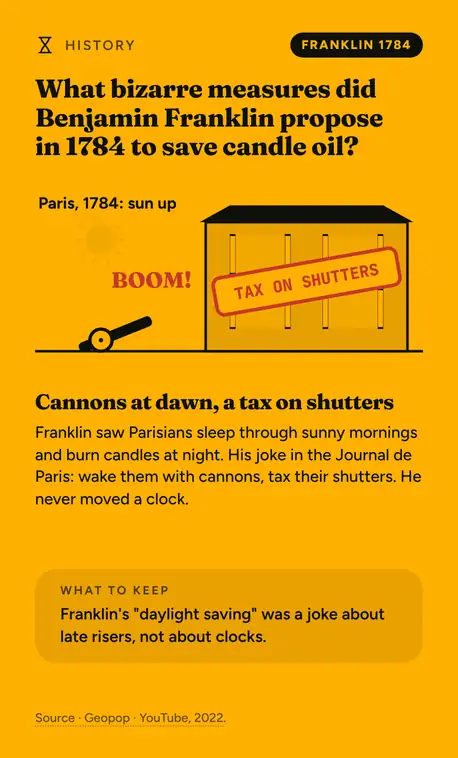 HISTORY
FRANKLIN 1784
What bizarre measures did
Benjamin Franklin propose
in 1784 to save candle oil?
Paris, 1784: sun up
BOOM!
TAX ON SHUTTERS
Cannons at dawn, a tax on shutters
Franklin saw Parisians sleep through sunny mornings
and burn candles at night. His joke in the Journal de
Paris: wake them with cannons, tax their shutters. He
never moved a clock.
WHAT TO KEEP
Franklin's "daylight saving" was a joke about
late risers, not about clocks.
Source · Geopop · YouTube, 2022.